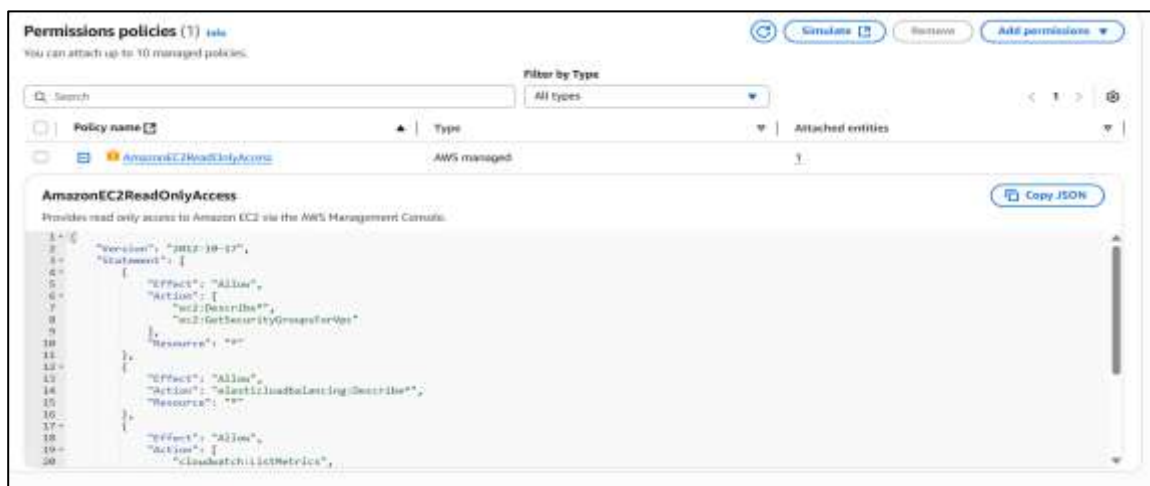 Permissions policies (1) Info
You can attach up to 10 managed policies.
Simulate Remove Add permissions
Filter by Type
Search All types 1
Policy name Type Attached entities
AmazonEC2ReadOnlyAccess AWS managed 1
AmazonEC2ReadOnlyAccess Copy JSON
Provides read only access to Amazon EC2 via the AWS Management Console.
1 {
2 "Version": "2012-10-17",
3 "Statement": [
4 {
5 "Effect": "Allow",
6 "Action": [
7 "ec2:Describe*",
8 "ec2:GetSecurityGroupsForVpc"
9 ],
10 "Resource": "*"
11 },
12 {
13 "Effect": "Allow",
14 "Action": "elasticloadbalancing:Describe*",
15 "Resource": "*"
16 },
17 {
18 "Effect": "Allow",
19 "Action": [
20 "cloudwatch:ListMetrics",